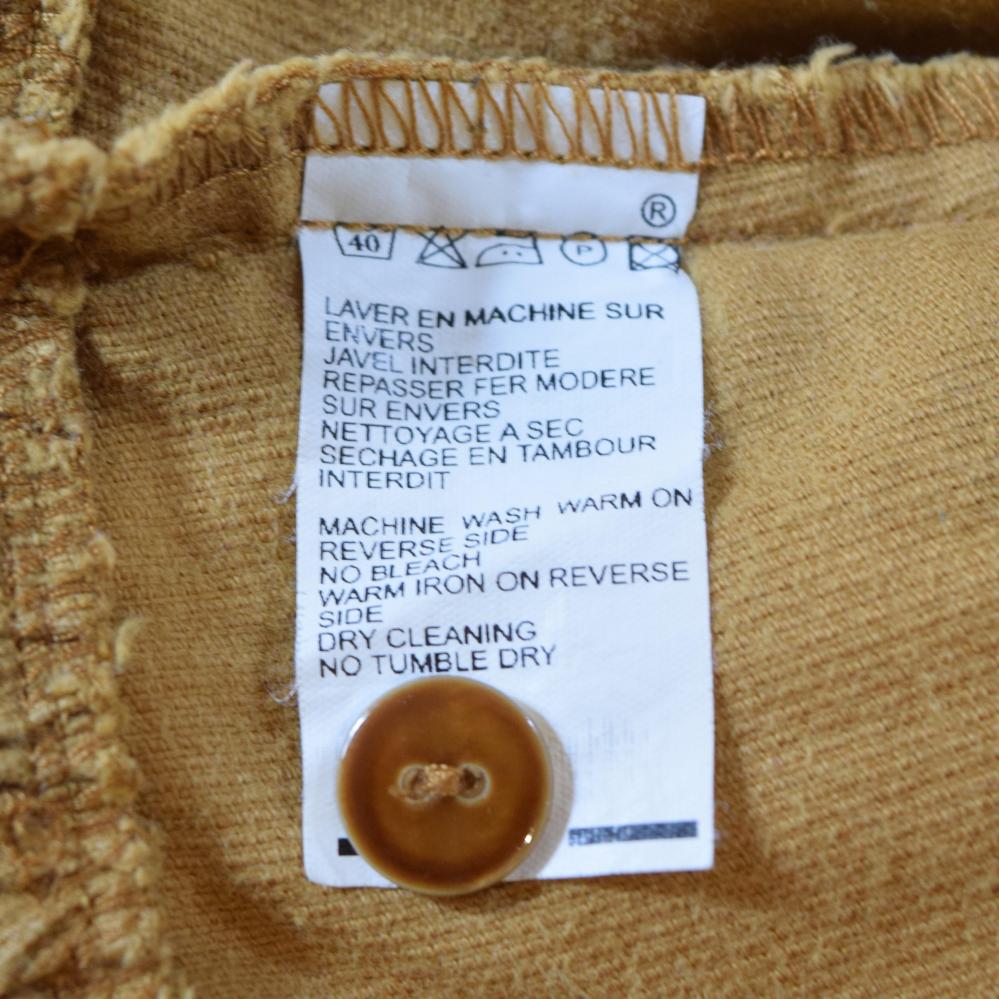 ®
40 P
LAVER EN MACHINE SUR
ENVERS
JAVEL INTERDITE
REPASSER FER MODERE
SUR ENVERS
NETTOYAGE A SEC
SECHAGE EN TAMBOUR
INTERDIT
MACHINE WASH WARM ON
REVERSE SIDE
NO BLEACH
WARM IRON ON REVERSE
SIDE
DRY CLEANING
NO TUMBLE DRY